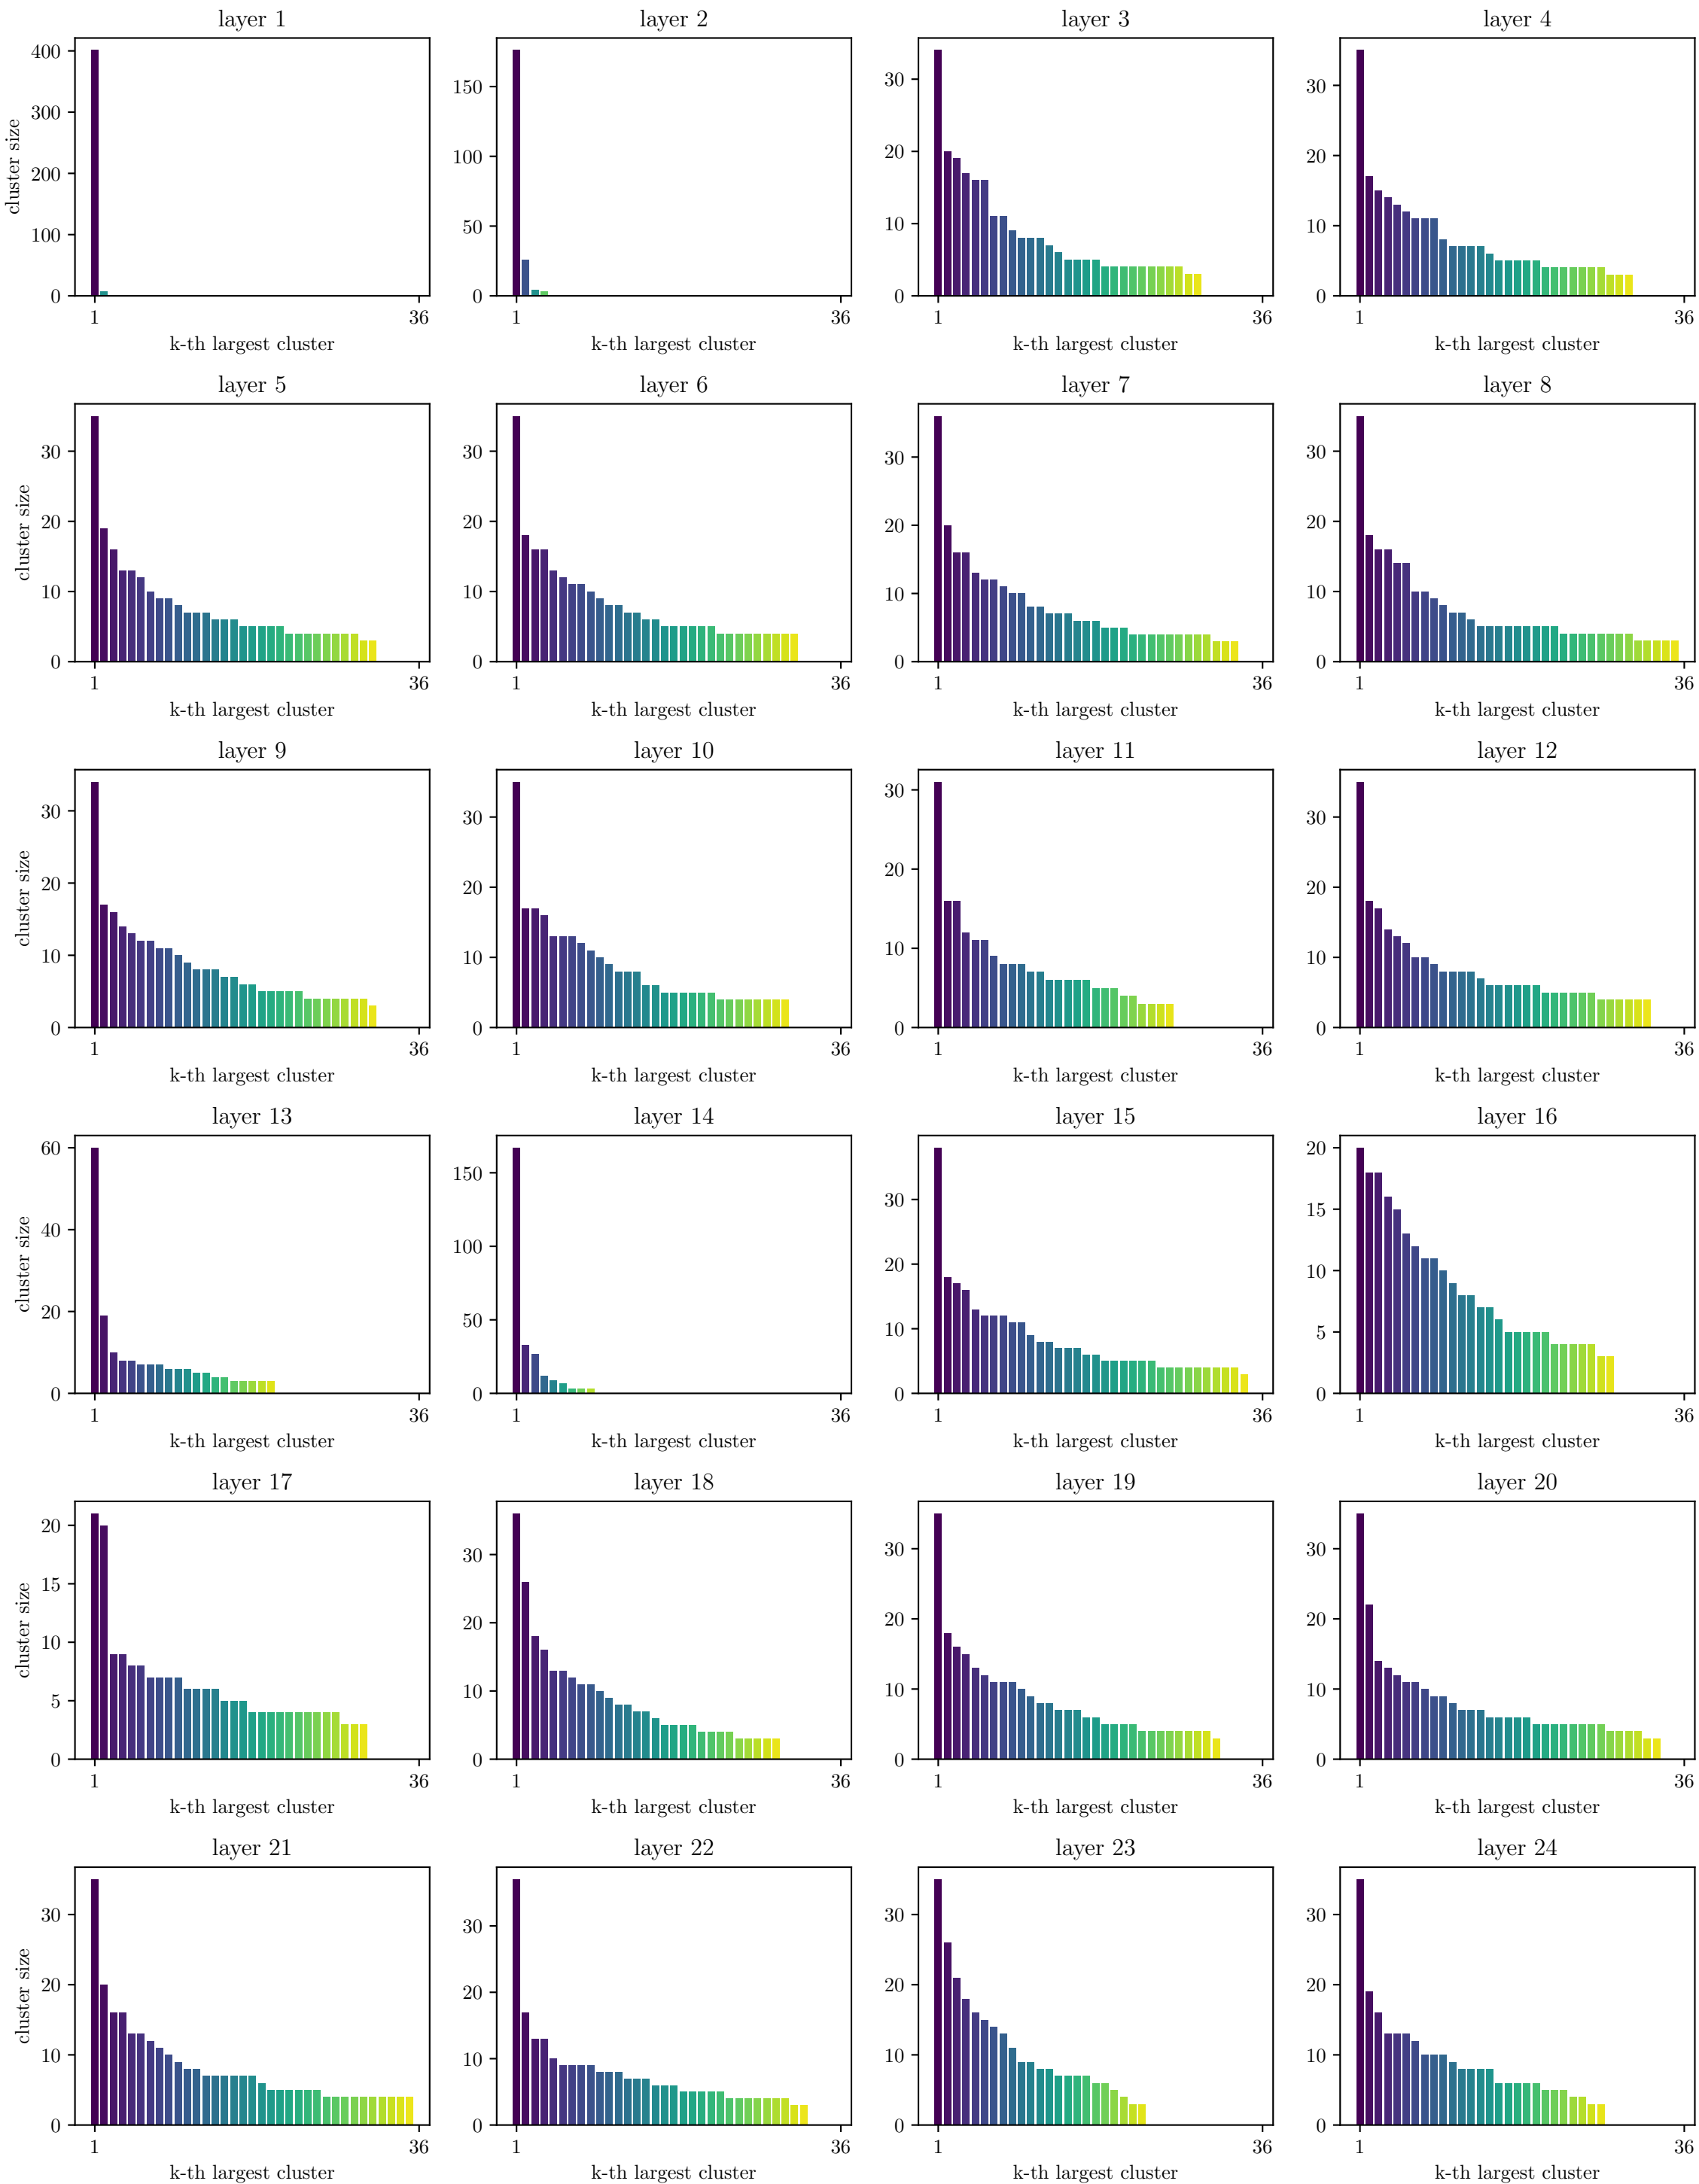 layer 1
layer 2
layer 3
layer 4
cluster size
400
300
200
100
0
1
36
k-th largest cluster
150
100
50
0
1
36
k-th largest cluster
30
20
10
0
1
36
k-th largest cluster
30
20
10
0
1
36
k-th largest cluster
layer 5
layer 6
layer 7
layer 8
cluster size
30
20
10
0
1
36
k-th largest cluster
30
20
10
0
1
36
k-th largest cluster
30
20
10
0
1
36
k-th largest cluster
30
20
10
0
1
36
k-th largest cluster
layer 9
layer 10
layer 11
layer 12
cluster size
30
20
10
0
1
36
k-th largest cluster
30
20
10
0
1
36
k-th largest cluster
30
20
10
0
1
36
k-th largest cluster
30
20
10
0
1
36
k-th largest cluster
layer 13
layer 14
layer 15
layer 16
cluster size
60
40
20
0
1
36
k-th largest cluster
150
100
50
0
1
36
k-th largest cluster
30
20
10
0
1
36
k-th largest cluster
20
15
10
5
0
1
36
k-th largest cluster
layer 17
layer 18
layer 19
layer 20
cluster size
20
15
10
5
0
1
36
k-th largest cluster
30
20
10
0
1
36
k-th largest cluster
30
20
10
0
1
36
k-th largest cluster
30
20
10
0
1
36
k-th largest cluster
layer 21
layer 22
layer 23
layer 24
cluster size
30
20
10
0
1
36
k-th largest cluster
30
20
10
0
1
36
k-th largest cluster
30
20
10
0
1
36
k-th largest cluster
30
20
10
0
1
36
k-th largest cluster